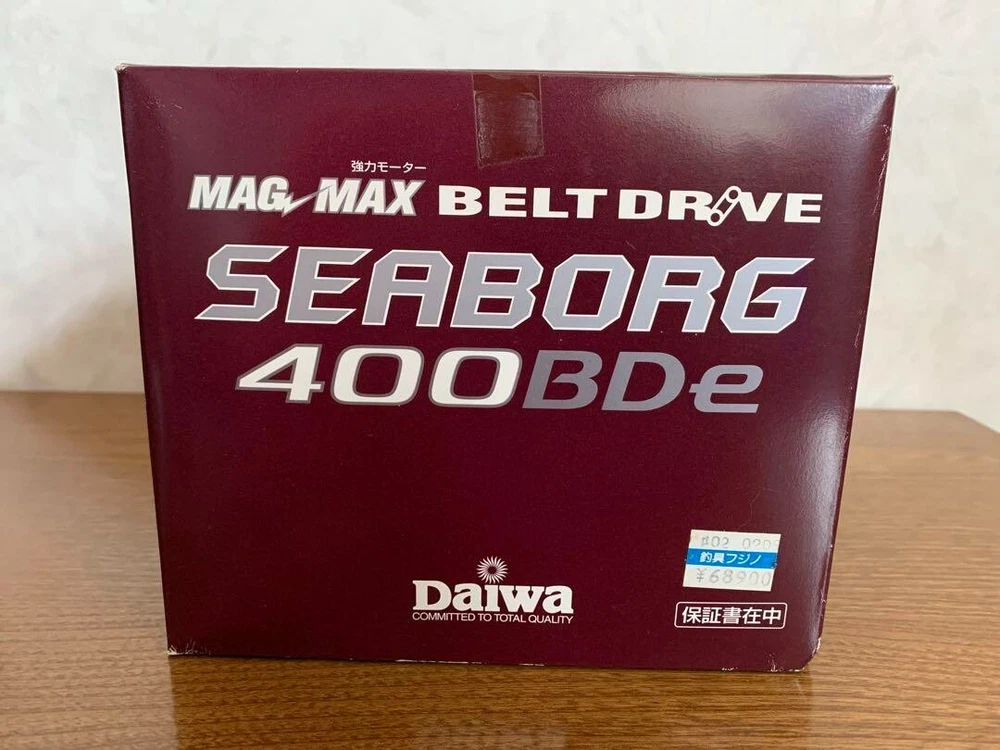 強力モーター
MAG MAX BELT DRIVE
SEABORG
400BDe
釣具フジノ
¥68900
Daiwa
COMMITTED TO TOTAL QUALITY
保証書在中